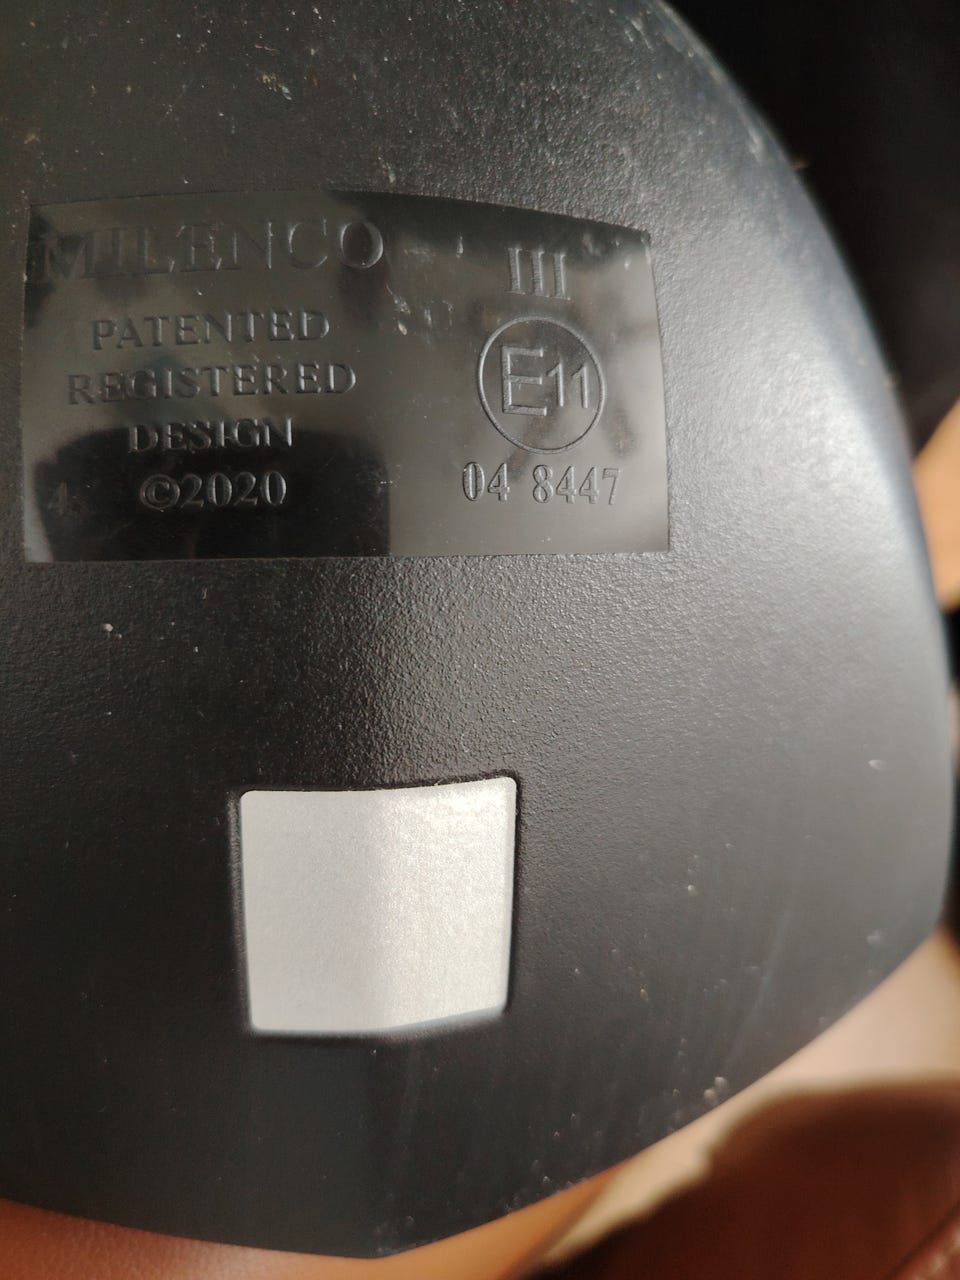 MILENCO
PATENTED
REGISTERED
DESIGN
©2020
III
E11
04 8447